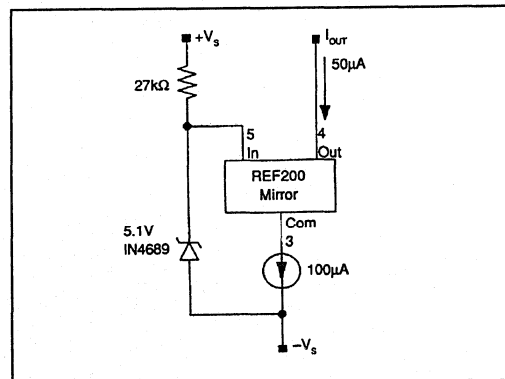 +Vs
IOUT
50µA
27kΩ
5
4
In
Out
REF200
Mirror
Com
3
5.1V
IN4689
100µA
−Vs